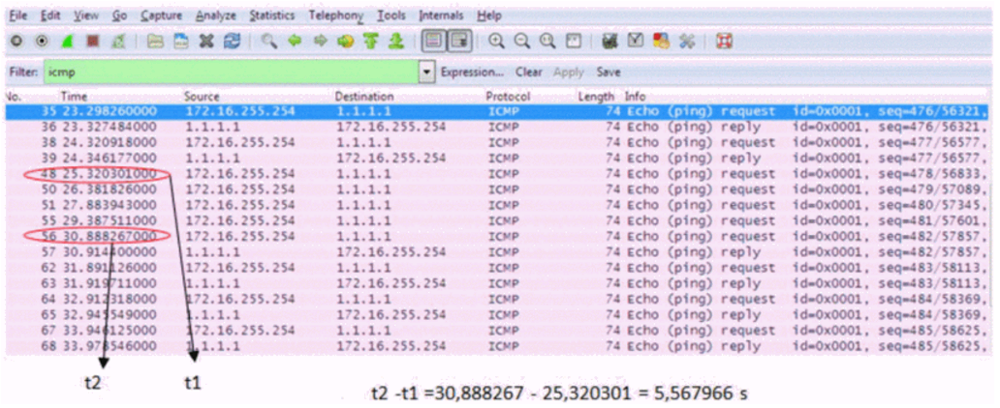 File Edit View Go Capture Analyze Statistics Telephony Tools Internals Help
Filter: icmp Expression... Clear Apply Save
No. Time Source Destination Protocol Length Info
35 23.298260000 172.16.255.254 1.1.1.1 ICMP 74 Echo (ping) request id=0x0001, seq=476/56321,
36 23.327484000 1.1.1.1 172.16.255.254 ICMP 74 Echo (ping) reply id=0x0001, seq=476/56321,
38 24.320918000 172.16.255.254 1.1.1.1 ICMP 74 Echo (ping) request id=0x0001, seq=477/56577,
39 24.346177000 1.1.1.1 172.16.255.254 ICMP 74 Echo (ping) reply id=0x0001, seq=477/56577,
48 25.320301000 172.16.255.254 1.1.1.1 ICMP 74 Echo (ping) request id=0x0001, seq=478/56833,
50 26.381826000 172.16.255.254 1.1.1.1 ICMP 74 Echo (ping) request id=0x0001, seq=479/57089,
51 27.883943000 172.16.255.254 1.1.1.1 ICMP 74 Echo (ping) request id=0x0001, seq=480/57345,
55 29.387511000 172.16.255.254 1.1.1.1 ICMP 74 Echo (ping) request id=0x0001, seq=481/57601,
56 30.888267000 172.16.255.254 1.1.1.1 ICMP 74 Echo (ping) request id=0x0001, seq=482/57857,
57 1.1.1.1 172.16.255.254 ICMP 74 Echo (ping) reply id=0x0001, seq=482/57857,
62 172.16.255.254 1.1.1.1 ICMP 74 Echo (ping) request id=0x0001, seq=483/58113,
63 1.1.1.1 172.16.255.254 ICMP 74 Echo (ping) reply id=0x0001, seq=483/58113,
64 172.16.255.254 1.1.1.1 ICMP 74 Echo (ping) request id=0x0001, seq=484/58369,
65 1.1.1.1 172.16.255.254 ICMP 74 Echo (ping) reply id=0x0001, seq=484/58369,
67 172.16.255.254 1.1.1.1 ICMP 74 Echo (ping) request id=0x0001, seq=485/58625,
68 1.1.1.1 172.16.255.254 ICMP 74 Echo (ping) reply id=0x0001, seq=485/58625,
t2 t1
t2 -t1 =30,888267 - 25,320301 = 5,567966 s